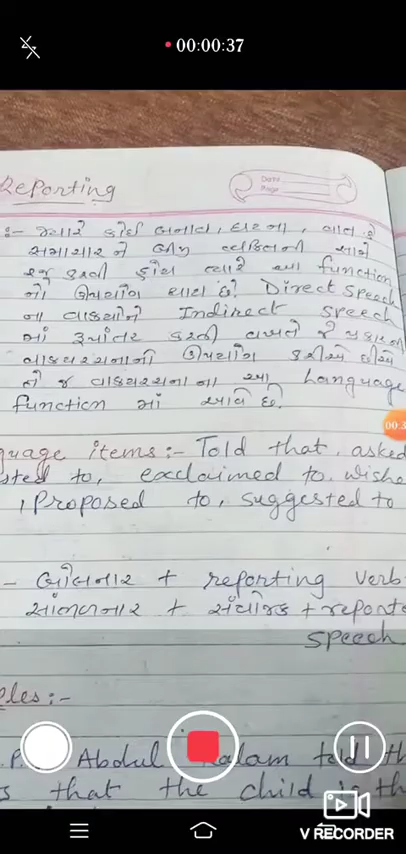 00:00:37
Reporting
Date
Page
:- જ્યારે કોઈ બનાવ, ઘટના, વાત કે
સમાચાર ને બીજી વ્યક્તિની આગળ
રજૂ કરવી હોય ત્યારે આ function
નો ઉપયોગ થાય છે. Direct Speech
ના વાક્યોને Indirect speech
માં રૂપાંતર કરતી વખતે જે પ્રકારની
વાક્યરચનાનો ઉપયોગ કરીએ છીએ
તે જ વાક્યરચના ના આ Language
function માં આવે છે.
guage items:- Told that, asked
sted to, exclaimed to, wishe
, Proposed to, suggested to
- બોલનાર + reporting verb
સાંભળનાર + સંયોજક + reporte
speech
ples:-
P. Abdul Kalam told th
s that the child is th
V RECORDER